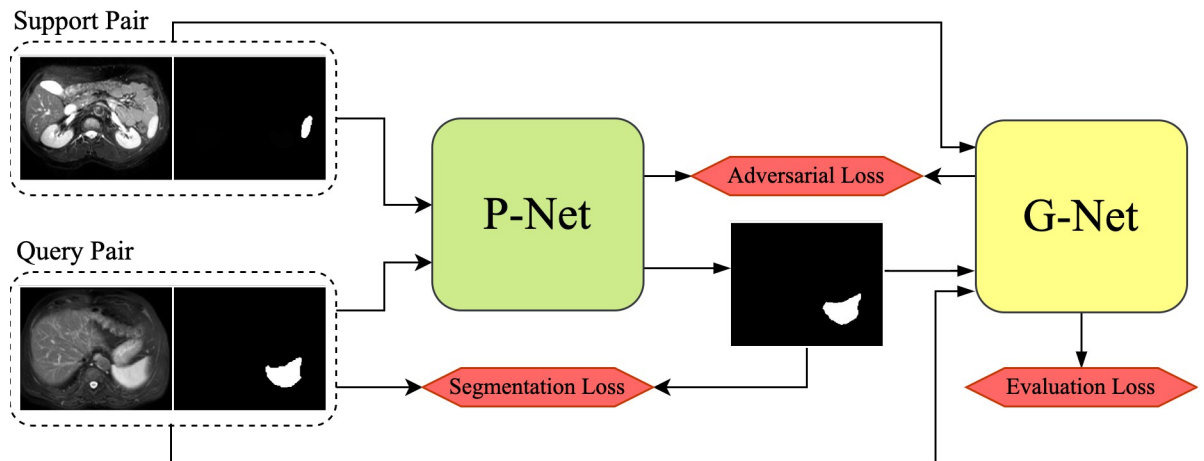 Support Pair
P-Net
Adversarial Loss
G-Net
Query Pair
Segmentation Loss
Evaluation Loss